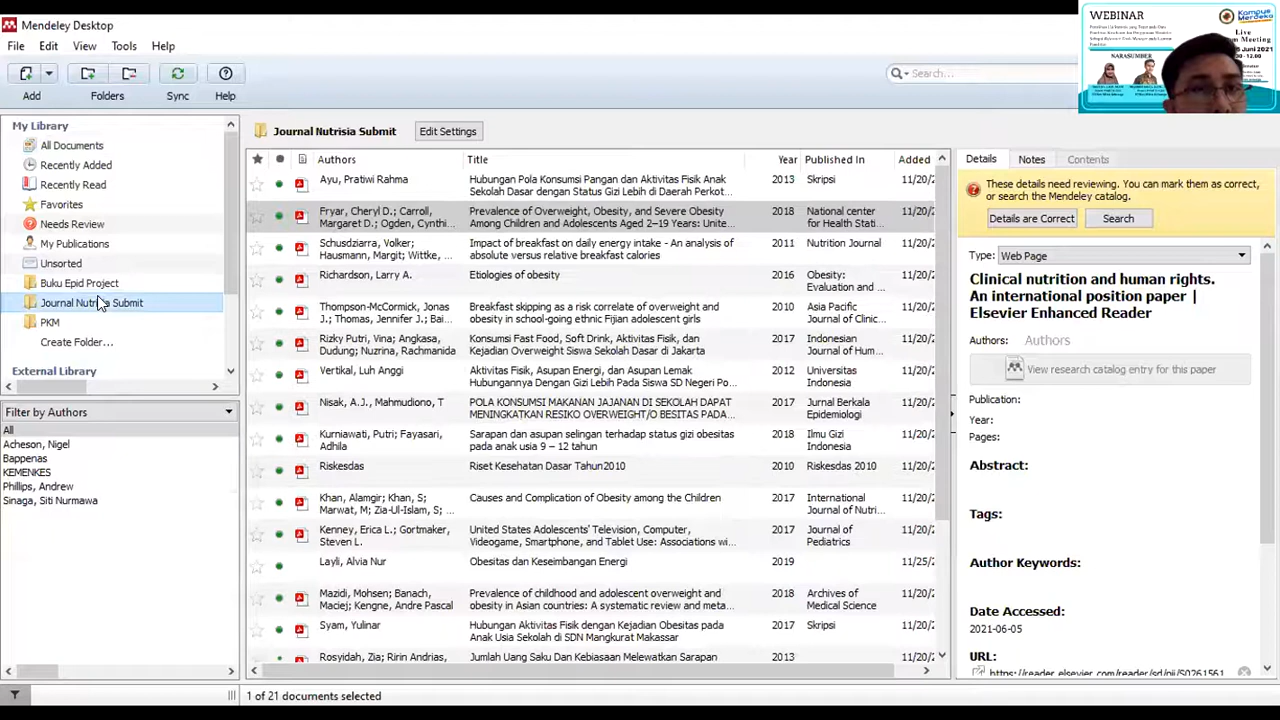 Mendeley Desktop
File Edit View Tools Help
Add Folders Sync Help
Search...
WEBINAR
NARASUMBER
Kampus
Merdeka
Live
My Library
All Documents
Recently Added
Recently Read
Favorites
Needs Review
My Publications
Unsorted
Buku Epid Project
Journal Nutrisia Submit
PKM
Create Folder...
External Library
Filter by Authors
All
Acheson, Nigel
Bappenas
KEMENKES
Phillips, Andrew
Sinaga, Siti Nurmawa
Journal Nutrisia Submit Edit Settings
Authors Title Year Published In Added
Ayu, Pratiwi Rahma Hubungan Pola Konsumsi Pangan dan Aktivitas Fisik Anak 2013 Skripsi 11/20/2
Sekolah Dasar dengan Status Gizi Lebih di Daerah Perkot...
Fryar, Cheryl D.; Carroll, Prevalence of Overweight, Obesity, and Severe Obesity 2018 National center 11/20/2
Margaret D.; Ogden, Cynthi... Among Children and Adolescents Aged 2–19 Years: Unite... for Health Stati...
Schusdziarra, Volker; Impact of breakfast on daily energy intake - An analysis of 2011 Nutrition Journal 11/20/2
Hausmann, Margit; Wittke, ... absolute versus relative breakfast calories
Richardson, Larry A. Etiologies of obesity 2018 Obesity: 11/20/2
Evaluation and ...
Thompson-McCormick, Jonas Breakfast skipping as a risk correlate of overweight and 2010 Asia Pacific 11/20/2
J.; Thomas, Jennifer J.; Bai... obesity in school-going ethnic Fijian adolescent girls Journal of Clinic...
Rizky Putri, Vina; Angkasa, Konsumsi Fast Food, Soft Drink, Aktivitas Fisik, dan 2017 Indonesian 11/20/2
Dudung; Nuzrina, Rachmanida Kejadian Overweight Siswa Sekolah Dasar di Jakarta Journal of Hum...
Vertikal, Luh Anggi Aktivitas Fisik, Asupan Energi, dan Asupan Lemak 2012 Universitas 11/20/2
Hubungannya Dengan Gizi Lebih Pada Siswa SD Negeri Po... Indonesia
Nisak, A.J., Mahmudiono, T POLA KONSUMSI MAKANAN JAJANAN DI SEKOLAH DAPAT 2017 Jurnal Berkala 11/20/2
MENINGKATKAN RESIKO OVERWEIGHT/O BESITAS PADA... Epidemiologi
Kurniawati, Putri; Fayasari, Sarapan dan asupan selingan terhadap status gizi obesitas 2018 Ilmu Gizi 11/20/2
Adhila pada anak usia 9 – 12 tahun Indonesia
Riskesdas Riset Kesehatan Dasar Tahun2010 2010 Riskesdas 2010 11/20/2
Khan, Alamgir; Khan, S; Causes and Complication of Obesity among the Children 2017 International 11/20/2
Marwat, M; Zia-Ul-Islam, S; ... Journal of Nutri...
Kenney, Erica L.; Gortmaker, United States Adolescents' Television, Computer, 2017 Journal of 11/20/2
Steven L. Videogame, Smartphone, and Tablet Use: Associations wi... Pediatrics
Layli, Alvia Nur Obesitas dan Keseimbangan Energi 2019 11/25/2
Mazidi, Mohsen; Banach, Prevalence of childhood and adolescent overweight and 2018 Archives of 11/20/2
Maciej; Kengne, Andre Pascal obesity in Asian countries: A systematic review and meta... Medical Science
Syam, Yulinar Hubungan Aktivitas Fisik dengan Kejadian Obesitas pada 2017 Skripsi 11/20/2
Anak Usia Sekolah di SDN Mangkurat Makassar
Rosyidah, Zia; Ririn Andrias, Jumlah Uang Saku Dan Kebiasaan Melewatkan Sarapan 2013 11/20/2
Details Notes Contents
These details need reviewing. You can mark them as correct,
or search the Mendeley catalog.
Details are Correct Search
Type: Web Page
Clinical nutrition and human rights.
An international position paper |
Elsevier Enhanced Reader
Authors: Authors
View research catalog entry for this paper
Publication:
Year:
Pages:
Abstract:
Tags:
Author Keywords:
Date Accessed:
2021-06-05
URL:
https://reader.elsevier.com/reader/sd/pii/S0261561
1 of 21 documents selected